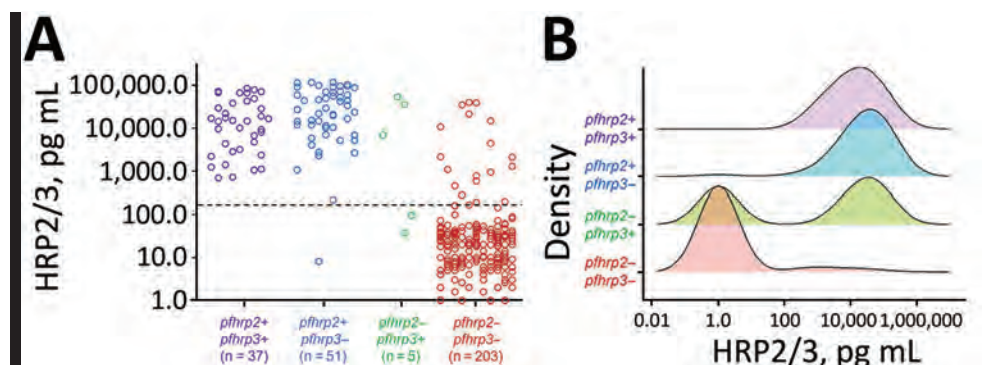 A
HRP2/3, pg mL
100,000.0
10,000.0
1,000.0
100.0
10.0
1.0
pfhrp2+ pfhrp2+ pfhrp2– pfhrp2–
pfhrp3+ pfhrp3– pfhrp3+ pfhrp3–
(n = 37) (n = 51) (n = 5) (n = 203)
B
Density
pfhrp2+
pfhrp3+
pfhrp2+
pfhrp3–
pfhrp2–
pfhrp3+
pfhrp2–
pfhrp3–
0.01 1.0 100 10,000 1,000,000
HRP2/3, pg mL